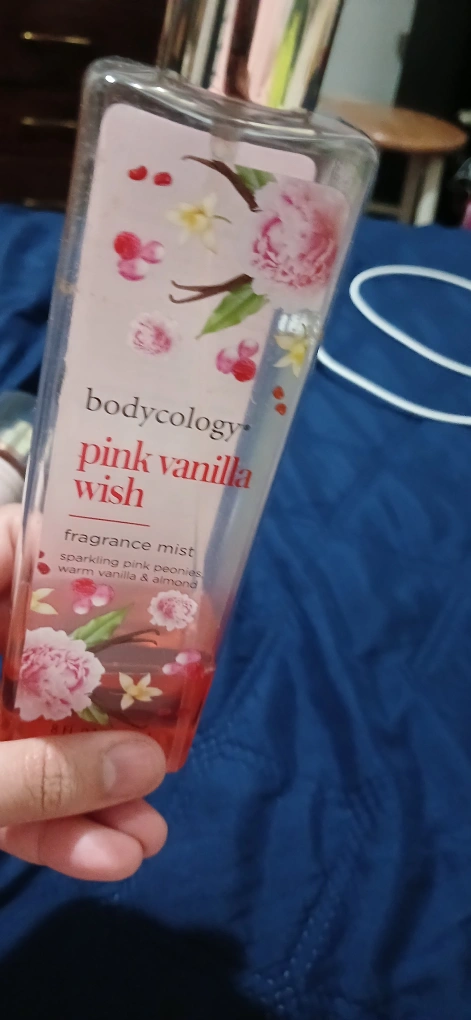 bodycology®
pink vanilla
wish
fragrance mist
sparkling pink peonies,
warm vanilla & almond